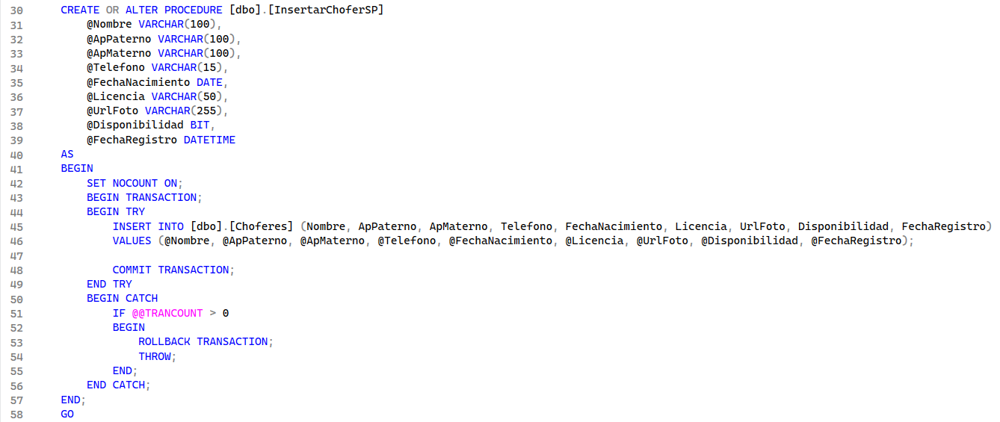 30 CREATE OR ALTER PROCEDURE [dbo].[InsertarChoferSP]
31 @Nombre VARCHAR(100),
32 @ApPaterno VARCHAR(100),
33 @ApMaterno VARCHAR(100),
34 @Telefono VARCHAR(15),
35 @FechaNacimiento DATE,
36 @Licencia VARCHAR(50),
37 @UrlFoto VARCHAR(255),
38 @Disponibilidad BIT,
39 @FechaRegistro DATETIME
40 AS
41 BEGIN
42 SET NOCOUNT ON;
43 BEGIN TRANSACTION;
44 BEGIN TRY
45 INSERT INTO [dbo].[Choferes] (Nombre, ApPaterno, ApMaterno, Telefono, FechaNacimiento, Licencia, UrlFoto, Disponibilidad, FechaRegistro)
46 VALUES (@Nombre, @ApPaterno, @ApMaterno, @Telefono, @FechaNacimiento, @Licencia, @UrlFoto, @Disponibilidad, @FechaRegistro);
47
48 COMMIT TRANSACTION;
49 END TRY
50 BEGIN CATCH
51 IF @@TRANCOUNT > 0
52 BEGIN
53 ROLLBACK TRANSACTION;
54 THROW;
55 END;
56 END CATCH;
57 END;
58 GO